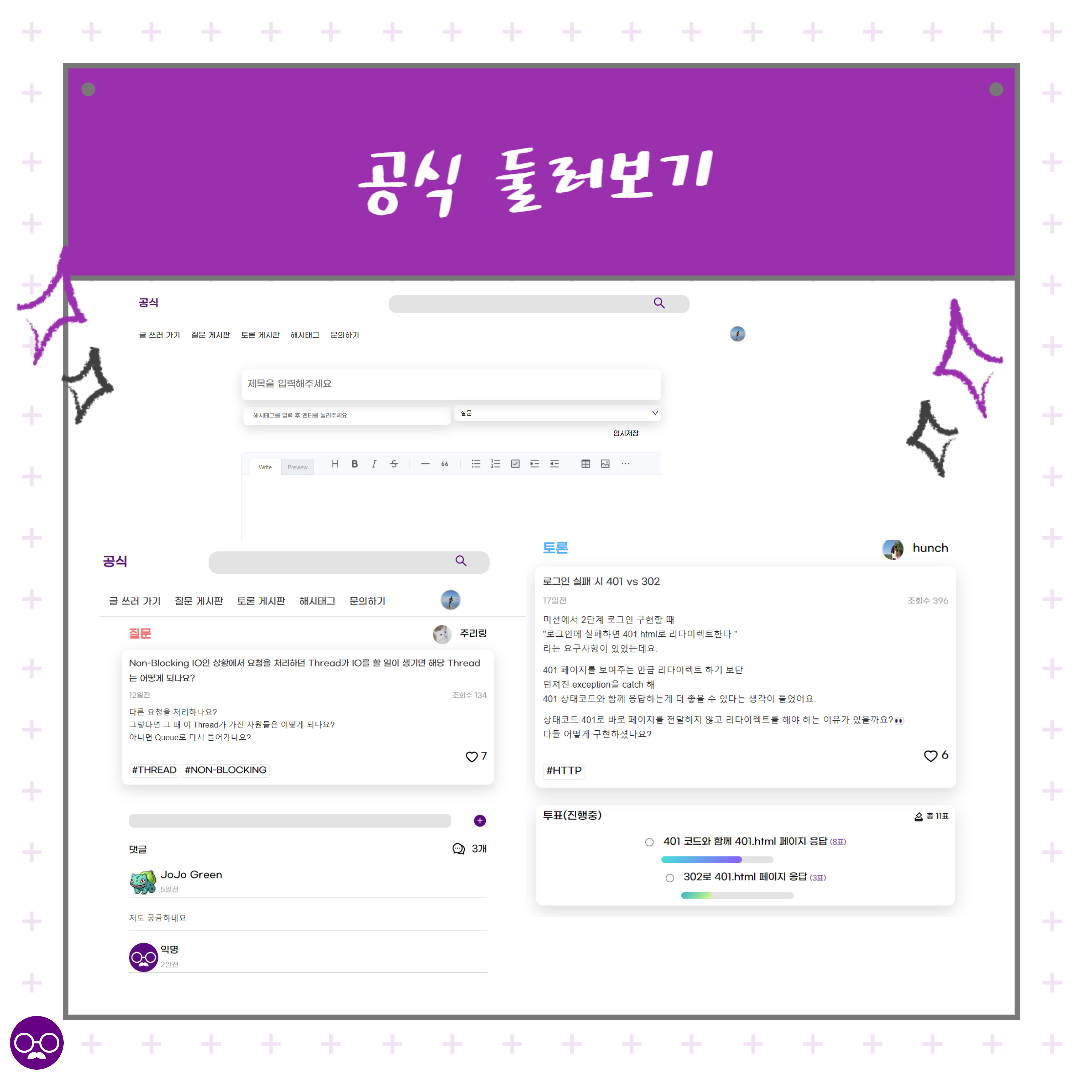 공식 둘러보기
공식
글 쓰러 가기 질문 게시판 토론 게시판 해시태그 문의하기
제목을 입력해주세요
해시태그를 입력 후 엔터를 눌러주세요
질문
임시저장
Write Preview H B I S 66
공식
글 쓰러 가기 질문 게시판 토론 게시판 해시태그 문의하기
질문
주리링
Non-Blocking IO인 상황에서 요청을 처리하던 Thread가 IO를 할 일이 생기면 해당 Thread
는 어떻게 되나요?
12일전
조회수 134
다른 요청을 처리하나요?
그렇다면 그 때 이 Thread가 가진 자원들은 어떻게 되나요?
아니면 Queue로 다시 들어가나요?
7
#THREAD #NON-BLOCKING
댓글
3개
JoJo Green
5일전
저도 궁금하네요
익명
2일전
토론
hunch
로그인 실패 시 401 vs 302
17일전
조회수 396
미션에서 2단계 로그인 구현할 때
"로그인에 실패하면 401 html로 리다이렉트한다 "
라는 요구사항이 있었는데요.
401 페이지를 보여주는 만큼 리다이렉트 하기 보단
던져진 exception을 catch 해
401 상태코드와 함께 응답하는게 더 좋을 수 있다는 생각이 들었어요.
상태코드 401로 바로 페이지를 전달하지 않고 리다이렉트를 해야 하는 이유가 있을까요?👀
다들 어떻게 구현하셨나요?
6
#HTTP
투표(진행중)
총 11표
401 코드와 함께 401.html 페이지 응답 (8표)
302로 401.html 페이지 응답 (3표)